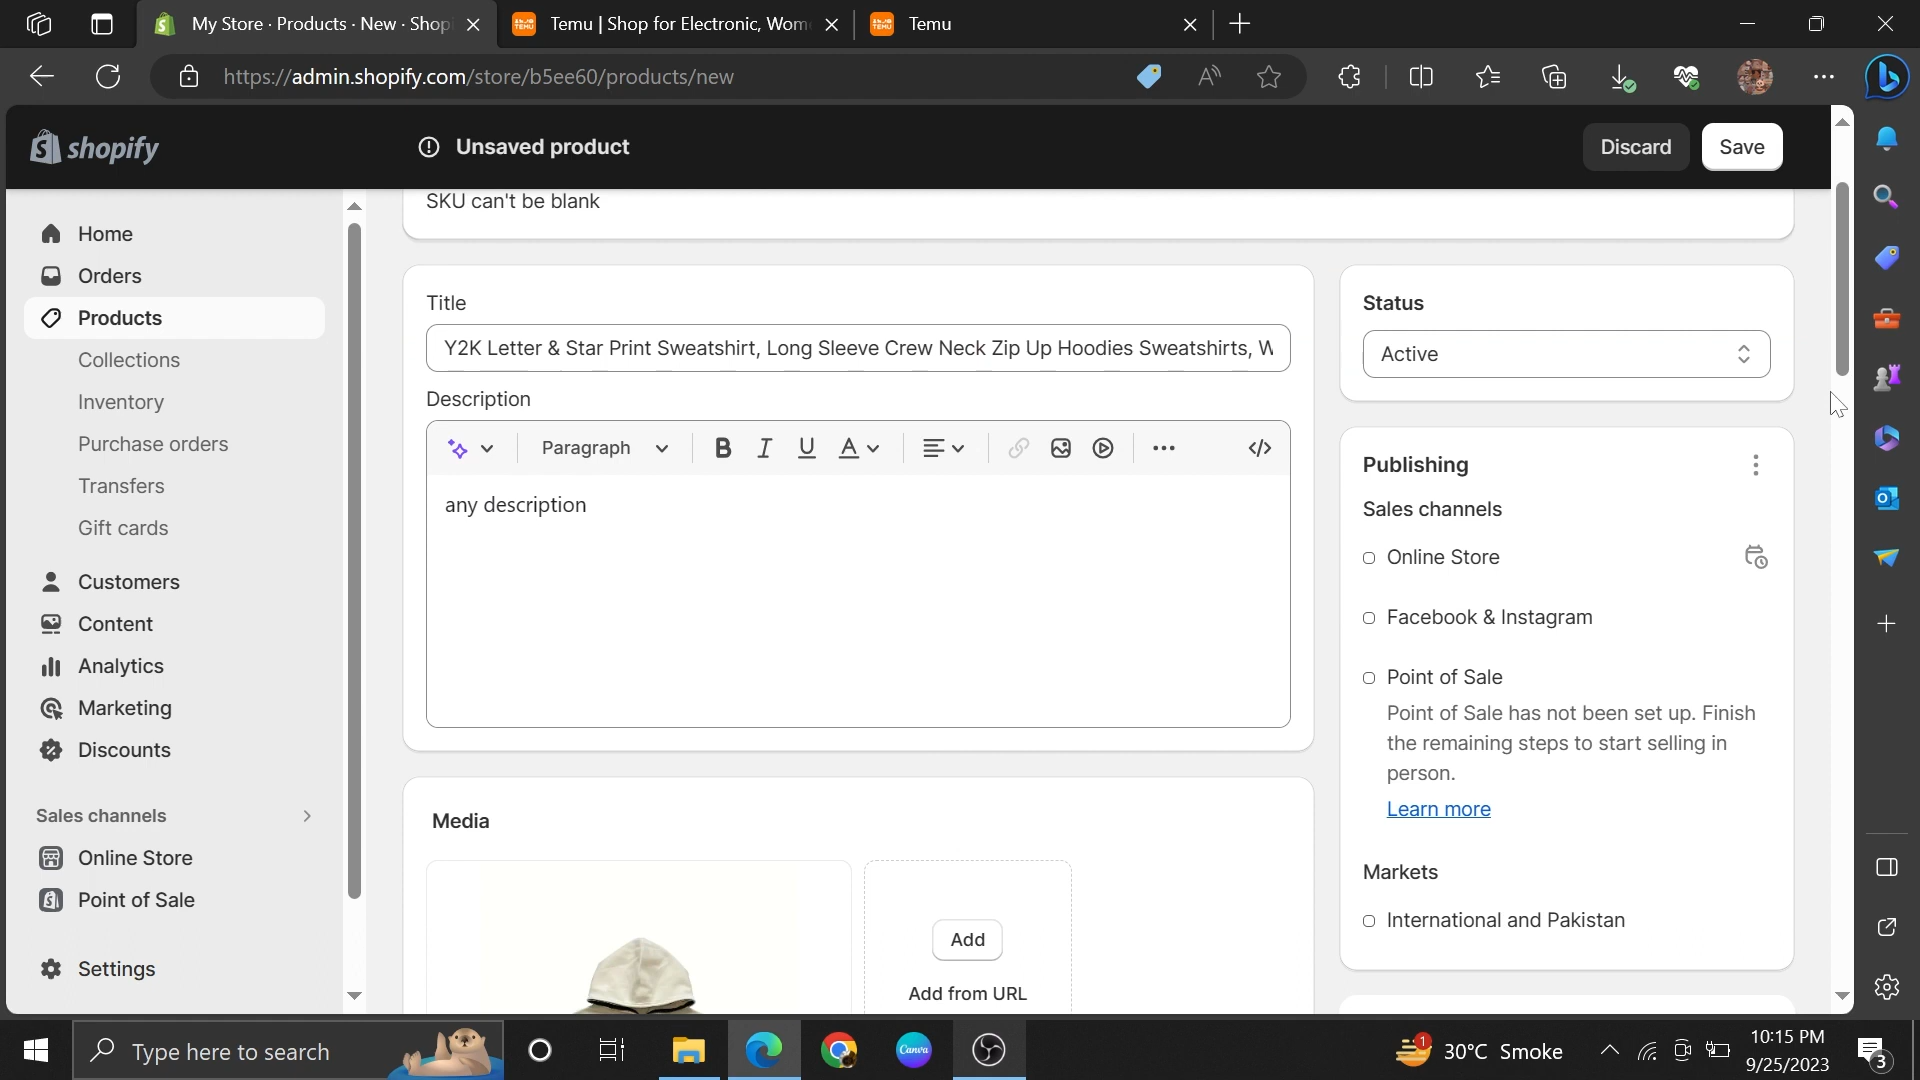 My Store · Products · New · Shop
Temu | Shop for Electronic, Wom
Temu
https://admin.shopify.com/store/b5ee60/products/new
shopify
Unsaved product
Discard
Save
SKU can't be blank
Home
Orders
Products
Collections
Inventory
Purchase orders
Transfers
Gift cards
Customers
Content
Analytics
Marketing
Discounts
Sales channels
Online Store
Point of Sale
Settings
Title
Y2K Letter & Star Print Sweatshirt, Long Sleeve Crew Neck Zip Up Hoodies Sweatshirts, W
Description
Paragraph
B I U A
any description
Media
Add
Add from URL
Status
Active
Publishing
Sales channels
Online Store
Facebook & Instagram
Point of Sale
Point of Sale has not been set up. Finish
the remaining steps to start selling in
person.
Learn more
Markets
International and Pakistan
Type here to search
Canva
1
30°C Smoke
10:15 PM
9/25/2023
3